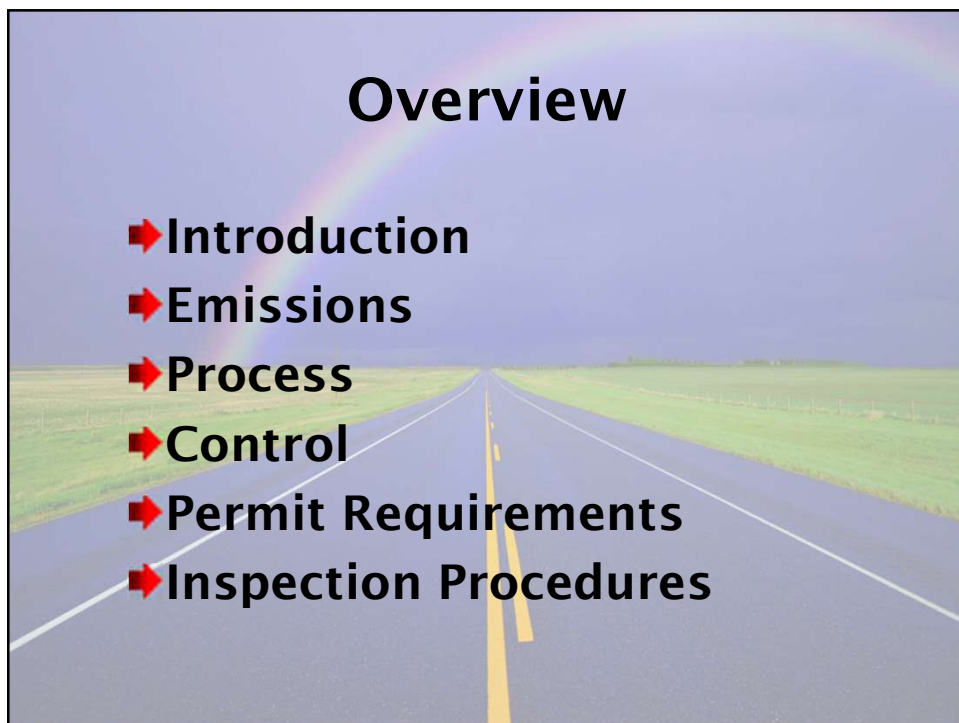 Overview
Introduction
Emissions
Process
Control
Permit Requirements
Inspection Procedures